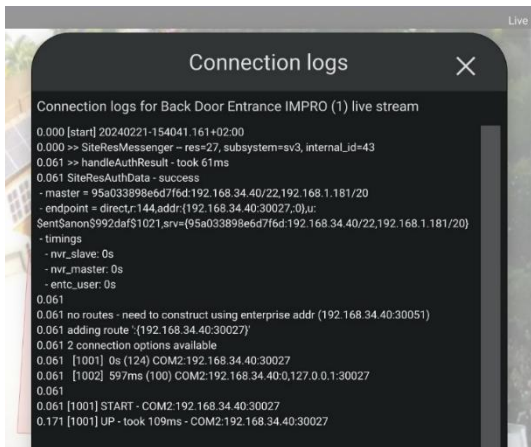 Live
Connection logs
Connection logs for Back Door Entrance IMPRO (1) live stream
0.000 [start] 20240221-154041.161+02:00
0.000 >> SiteResMessenger – res=27, subsystem=sv3, internal_id=43
0.061 >> handleAuthResult - took 61ms
0.061 SiteResAuthData - success
- master = 95a033898e6d7f6d:192.168.34.40/22,192.168.1.181/20
- endpoint = direct,r:144,addr:{192.168.34.40:30027,:0},u:
$ent$anon$992daf$1021,srv={95a033898e6d7f6d:192.168.34.40/22,192.168.1.181/20}
- timings
- nvr_slave: 0s
- nvr_master: 0s
- entc_user: 0s
0.061
0.061 no routes - need to construct using enterprise addr (192.168.34.40:30051)
0.061 adding route ':{192.168.34.40:30027}'
0.061 2 connection options available
0.061 [1001] 0s (124) COM2:192.168.34.40:30027
0.061 [1002] 597ms (100) COM2:192.168.34.40:0,127.0.0.1:30027
0.061
0.061 [1001] START - COM2:192.168.34.40:30027
0.171 [1001] UP - took 109ms - COM2:192.168.34.40:30027